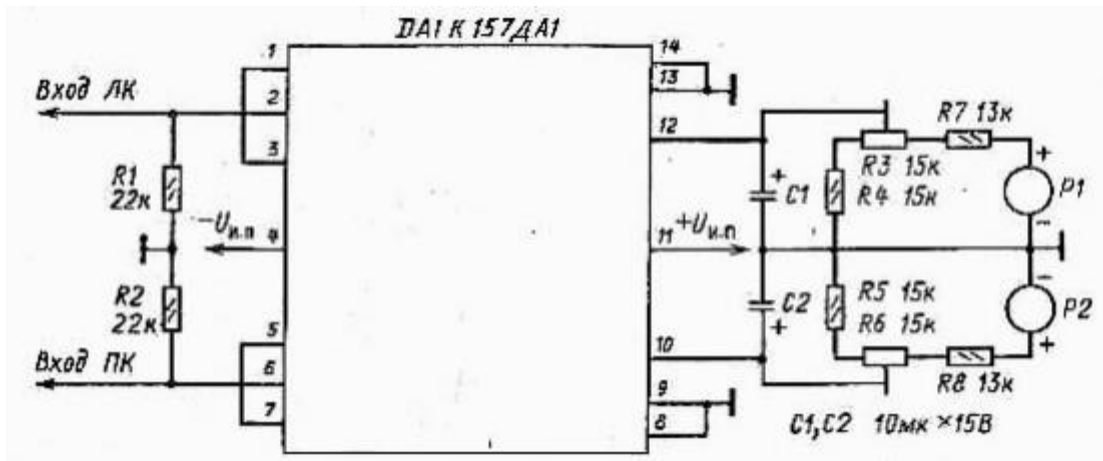 DA1 К157ДА1
1
2
3
4
5
6
7
14
13
12
11
10
9
8
Вход ЛК
R1
22к
−Uи.п
R2
22к
Вход ПК
+Uи.п
C1
C2
R3 15к
R4 15к
R5 15к
R6 15к
R7 13к
R8 13к
P1
P2
+
+
+
−
−
+
C1,C2 10мк×15В